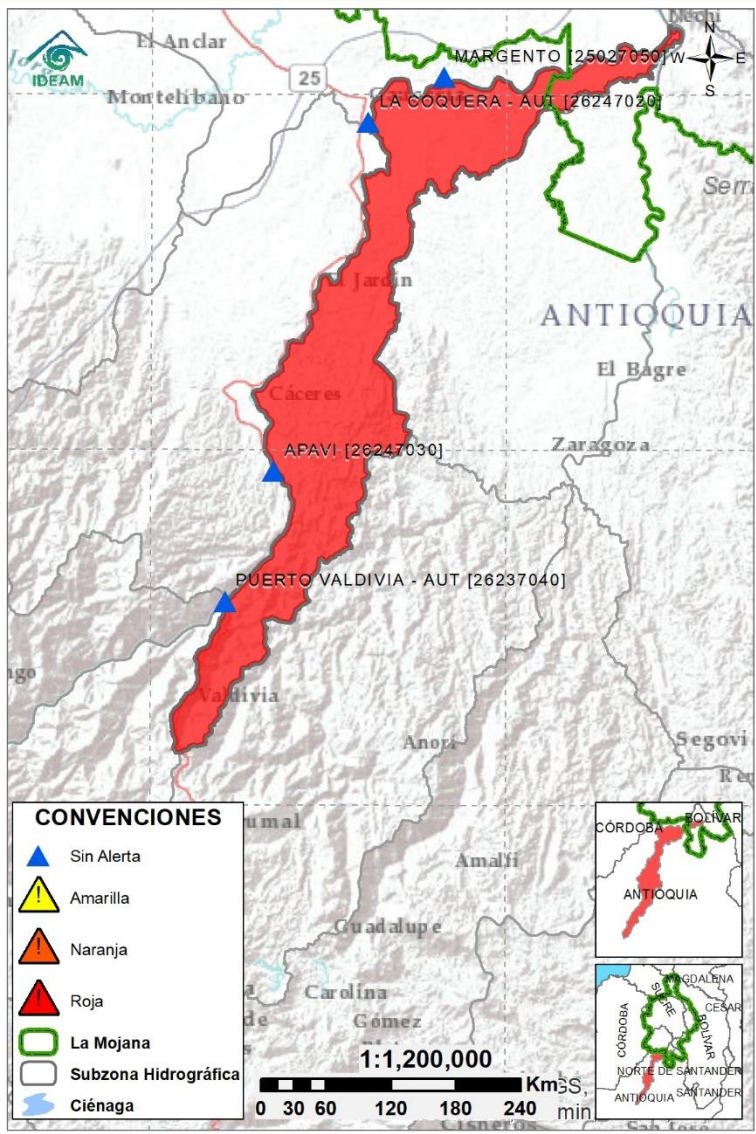 Nechí
El Anclar
N
MARGENTO [25027050]
W
E
IDEAM
25
S
Montelíbano
LA COQUERA - AUT [26247020]
El Jardín
ANTIOQUIA
El Bagre
Cáceres
Zaragoza
APAVI [26247030]
PUERTO VALDIVIA - AUT [26237040]
Valdivia
Anorí
Segovi
CONVENCIONES
Sin Alerta
Amarilla
Naranja
Roja
La Mojana
Subzona Hidrográfica
Ciénaga
rumal
Amalfi
Guadalupe
Carolina
Gómez
1:1,200,000
Km
0 30 60 120 180 240
Cisneros
CÓRDOBA
BOLÍVAR
ANTIOQUIA
MAGDALENA
SUCRE
CESAR
CÓRDOBA
BOLÍVAR
NORTE DE SANTANDER
ANTIOQUIA
SANTANDER